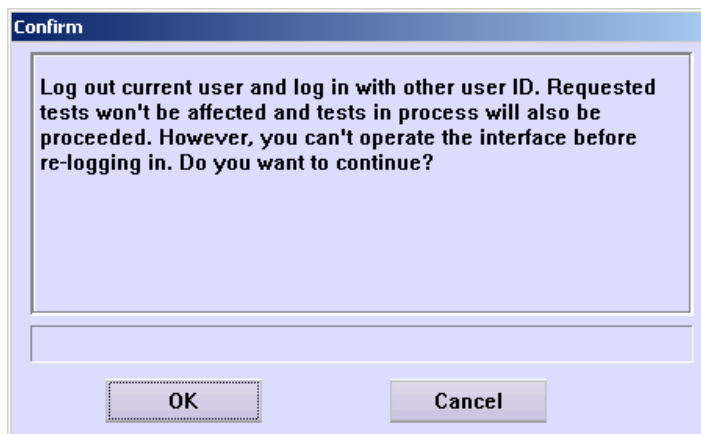 Confirm
Log out current user and log in with other user ID. Requested
tests won't be affected and tests in process will also be
proceeded. However, you can't operate the interface before
re-logging in. Do you want to continue?
OK
Cancel